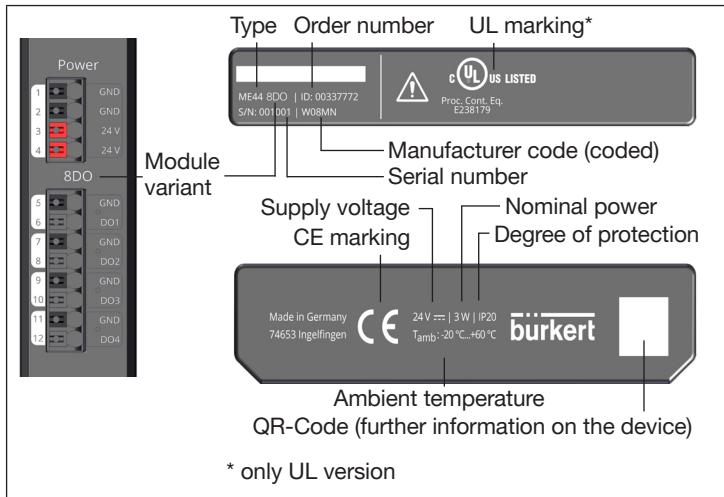 Type Order number UL marking*
Power
1 GND
2 GND
3 24 V
4 24 V
8DO
5 GND
6 DO1
7 GND
8 DO2
9 GND
10 DO3
11 GND
12 DO4
Module
variant
ME44 8DO | ID: 00337772
S/N: 001001 | W08MN
C UL US LISTED
Proc. Cont. Eq.
E238179
Manufacturer code (coded)
Serial number
Supply voltage
Nominal power
CE marking
Degree of protection
Made in Germany
74653 Ingelfingen
CE
24 V ⎓ | 3 W | IP20
Tamb: -20 °C...+60 °C
bürkert
Ambient temperature
QR-Code (further information on the device)
* only UL version